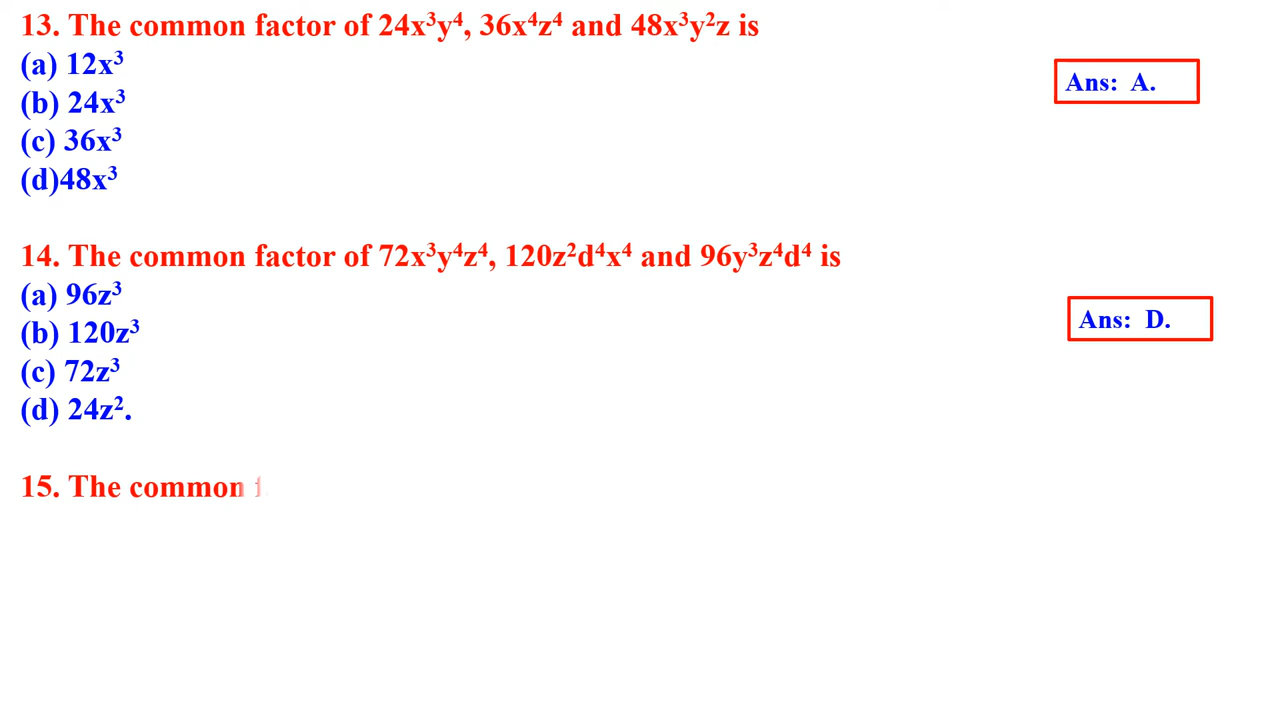 13. The common factor of 24x³y⁴, 36x⁴z⁴ and 48x³y²z is
(a) 12x³
(b) 24x³
(c) 36x³
(d)48x³
Ans: A.
14. The common factor of 72x³y⁴z⁴, 120z²d⁴x⁴ and 96y³z⁴d⁴ is
(a) 96z³
(b) 120z³
(c) 72z³
(d) 24z².
Ans: D.
15. The common